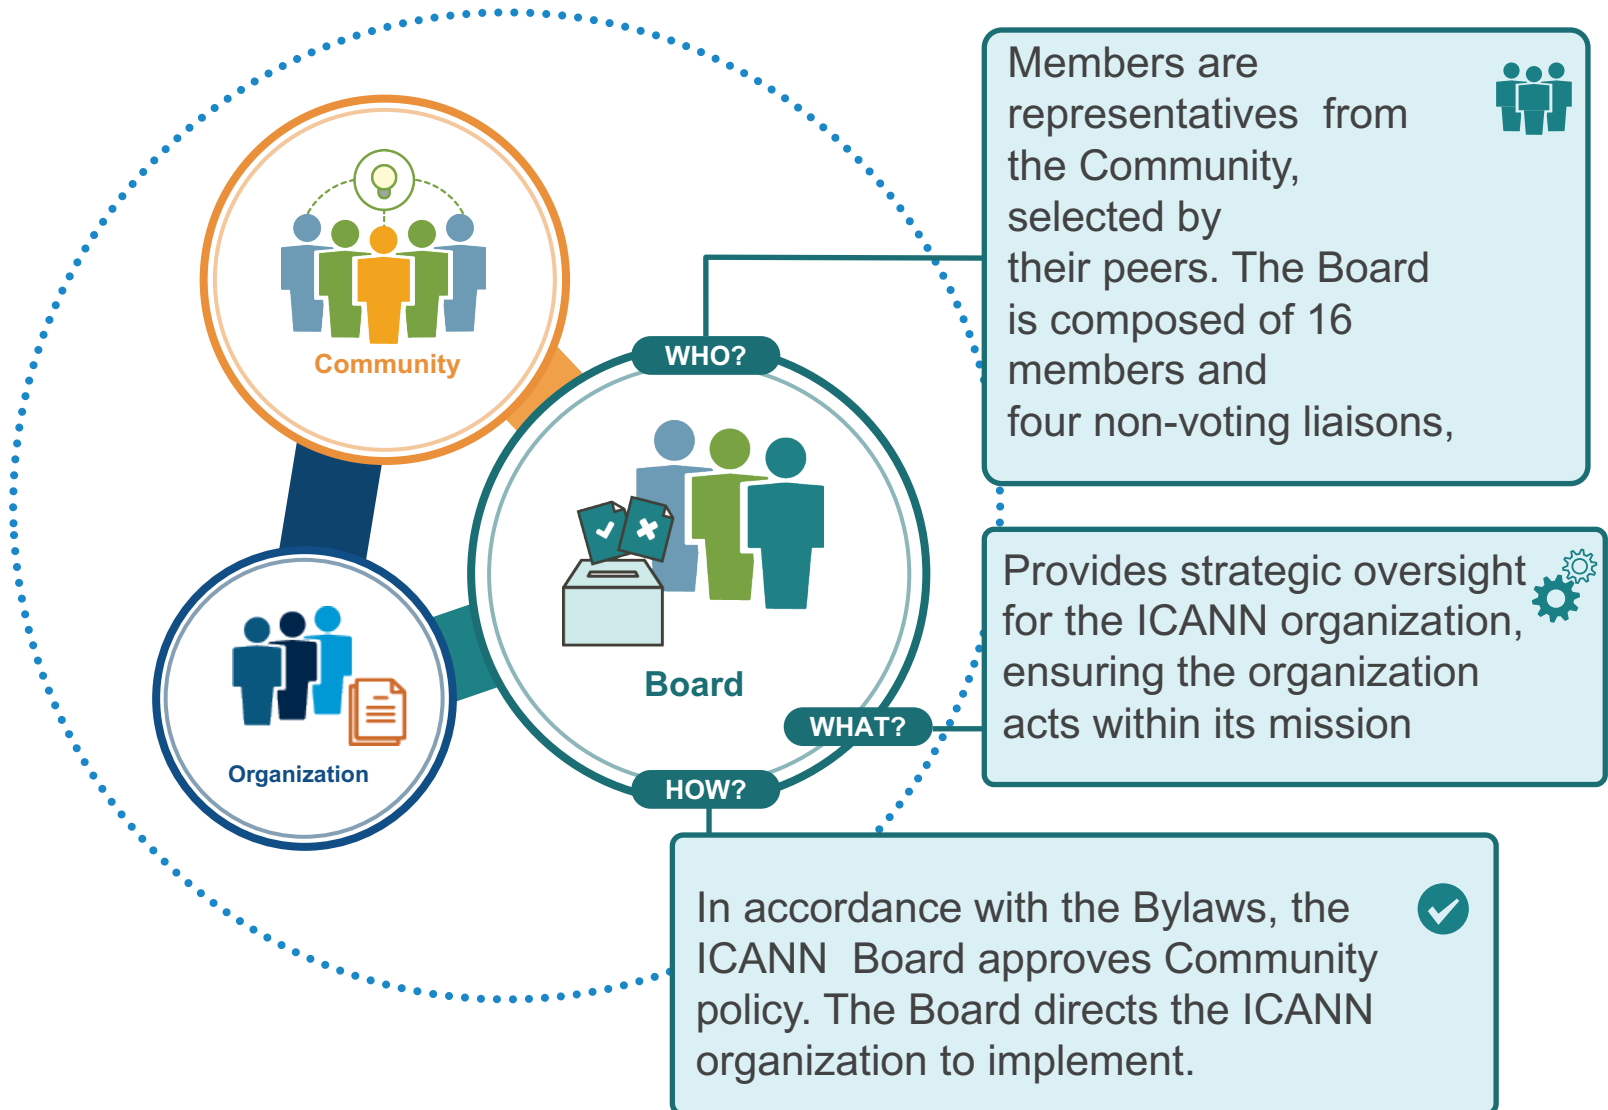 Community
Organization
Board
WHO?
Members are
representatives  from
the Community,
selected by
their peers. The Board
is composed of 16
members and
four non-voting liaisons,
WHAT?
Provides strategic oversight
for the ICANN organization,
ensuring the organization
acts within its mission
HOW?
In accordance with the Bylaws, the
ICANN  Board approves Community
policy. The Board directs the ICANN
organization to implement.